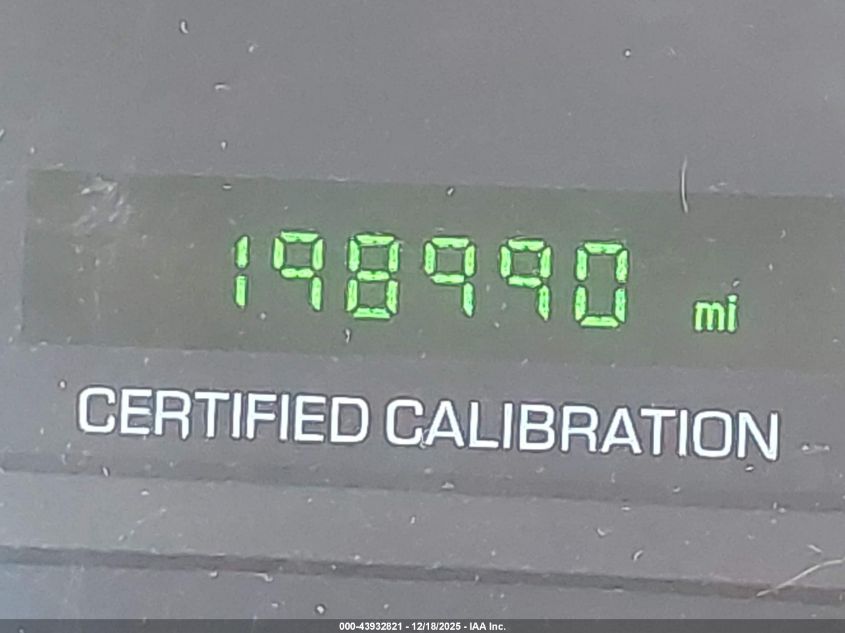 198990 mi
CERTIFIED CALIBRATION
000-43932821 - 12/18/2025 - IAA Inc.